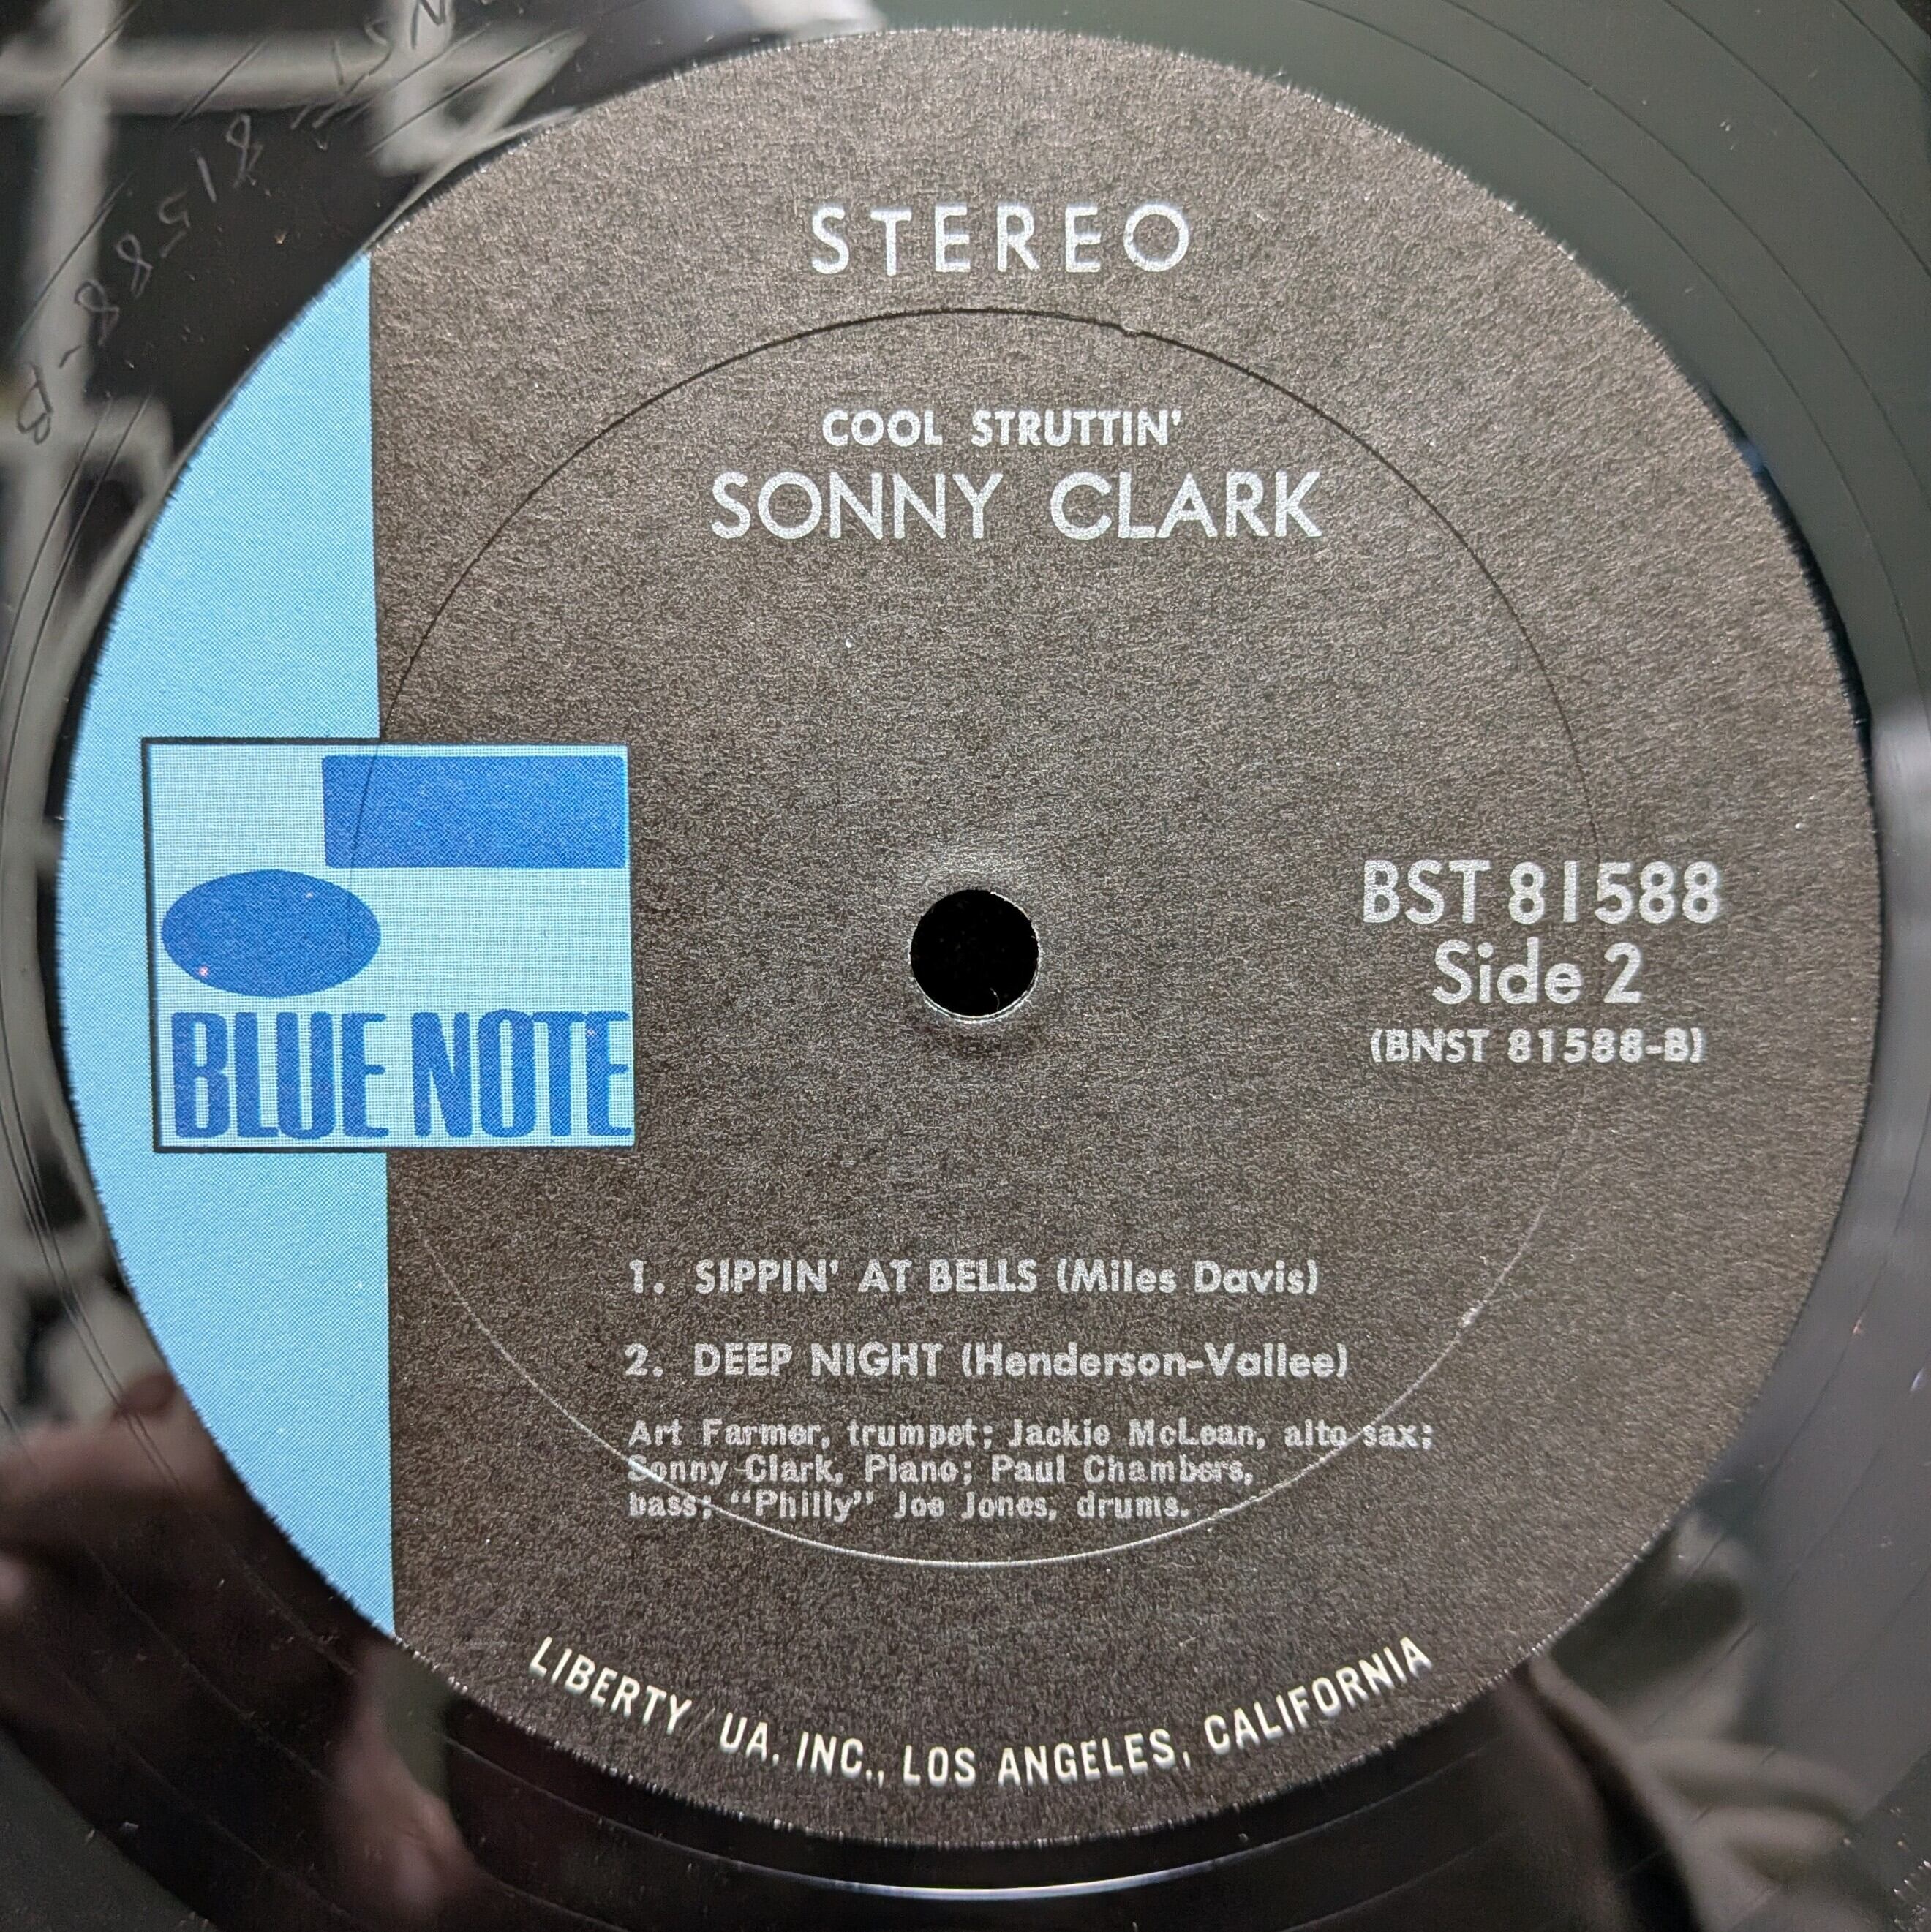 STEREO
COOL STRUTTIN'
SONNY CLARK
BLUE NOTE
BST 81588
Side 2
(BNST 81588-B)
1. SIPPIN' AT BELLS (Miles Davis)
2. DEEP NIGHT (Henderson-Vallee)
Art Farmer, trumpet; Jackie McLean, alto sax;
Sonny Clark, Piano; Paul Chambers,
bass; “Philly” Joe Jones, drums.
LIBERTY UA, INC., LOS ANGELES, CALIFORNIA
81588-B